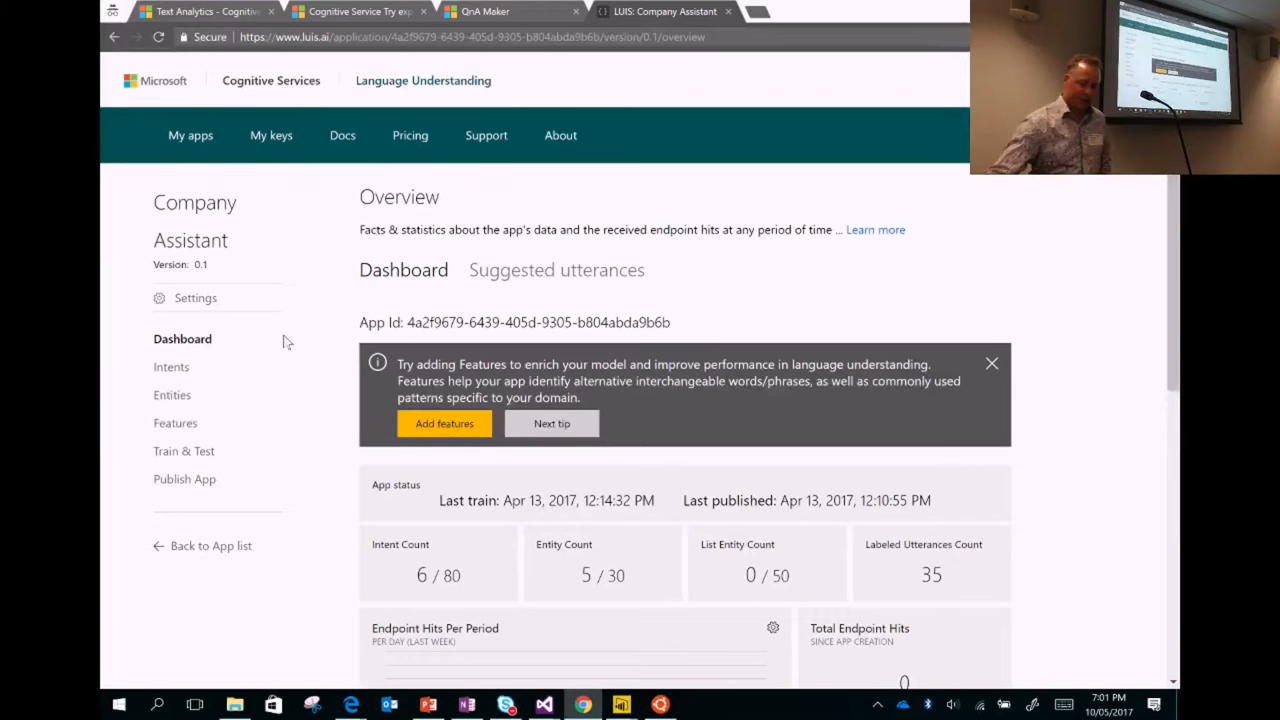 Text Analytics - Cognitive
Cognitive Service Try exp
QnA Maker
LUIS: Company Assistant
Secure
https://www.luis.ai/application/4a2f9679-6439-405d-9305-b804abda9b6b/version/0.1/overview
Microsoft
Cognitive Services
Language Understanding
My apps
My keys
Docs
Pricing
Support
About
Company
Assistant
Version: 0.1
Settings
Dashboard
Intents
Entities
Features
Train & Test
Publish App
Back to App list
Overview
Facts & statistics about the app's data and the received endpoint hits at any period of time ... Learn more
Dashboard
Suggested utterances
App Id: 4a2f9679-6439-405d-9305-b804abda9b6b
Try adding Features to enrich your model and improve performance in language understanding.
Features help your app identify alternative interchangeable words/phrases, as well as commonly used
patterns specific to your domain.
Add features
Next tip
App status
Last train: Apr 13, 2017, 12:14:32 PM
Last published: Apr 13, 2017, 12:10:55 PM
Intent Count
6 / 80
Entity Count
5 / 30
List Entity Count
0 / 50
Labeled Utterances Count
35
Endpoint Hits Per Period
PER DAY (LAST WEEK)
Total Endpoint Hits
SINCE APP CREATION
0
7:01 PM
10/05/2017